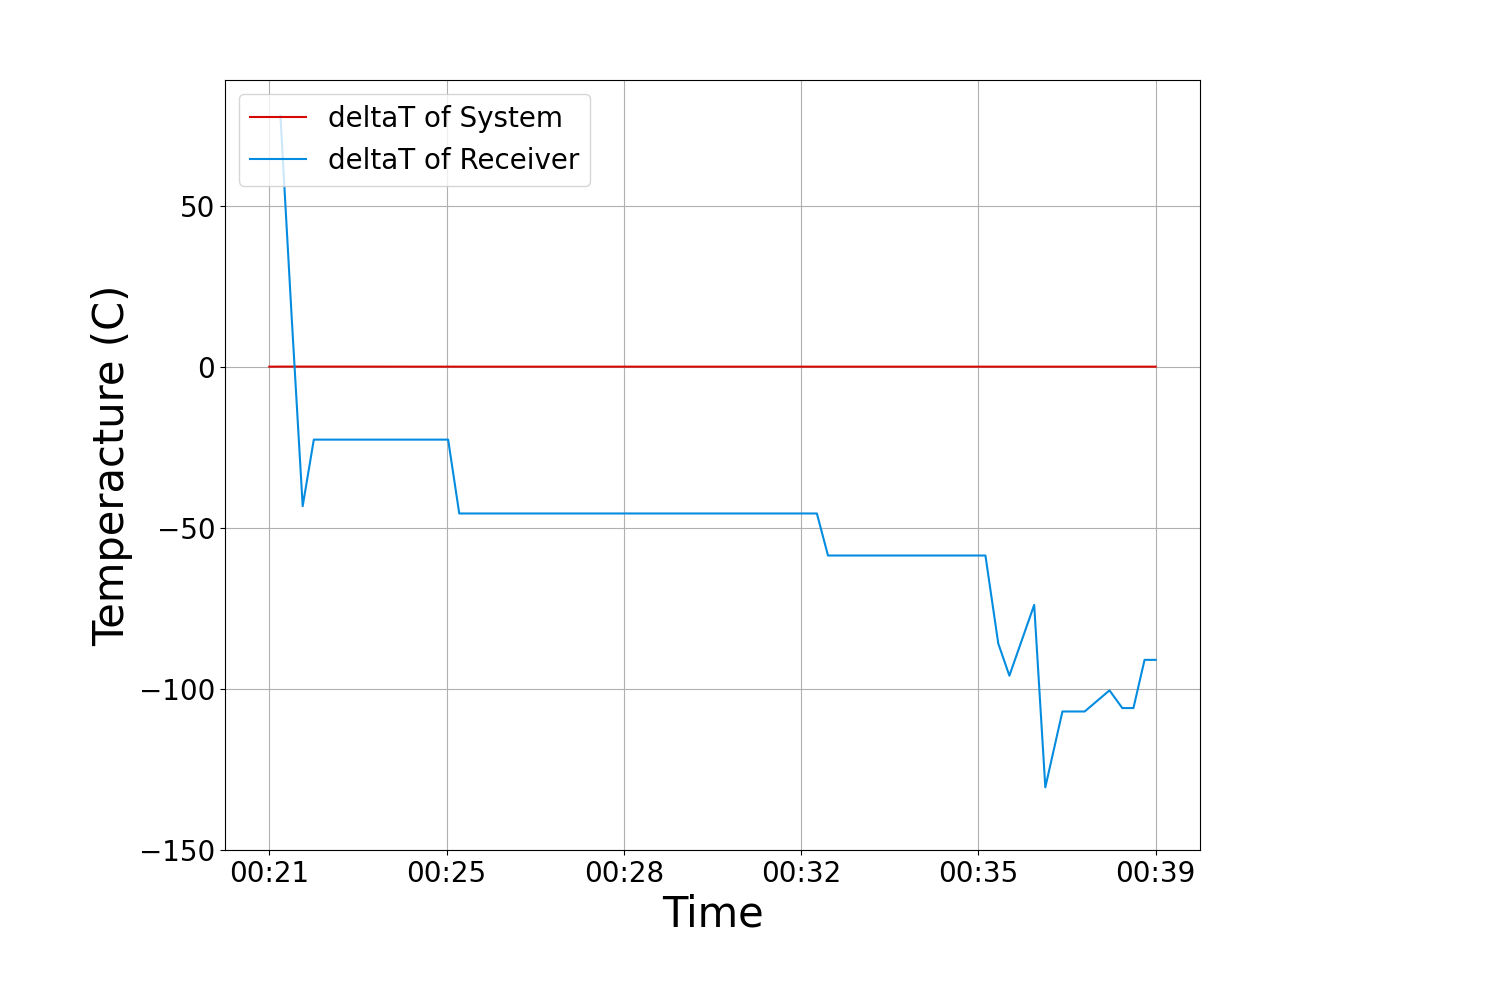 deltaT of System
deltaT of Receiver
50
0
−50
−100
−150
Temperacture (C)
00:21 00:25 00:28 00:32 00:35 00:39
Time